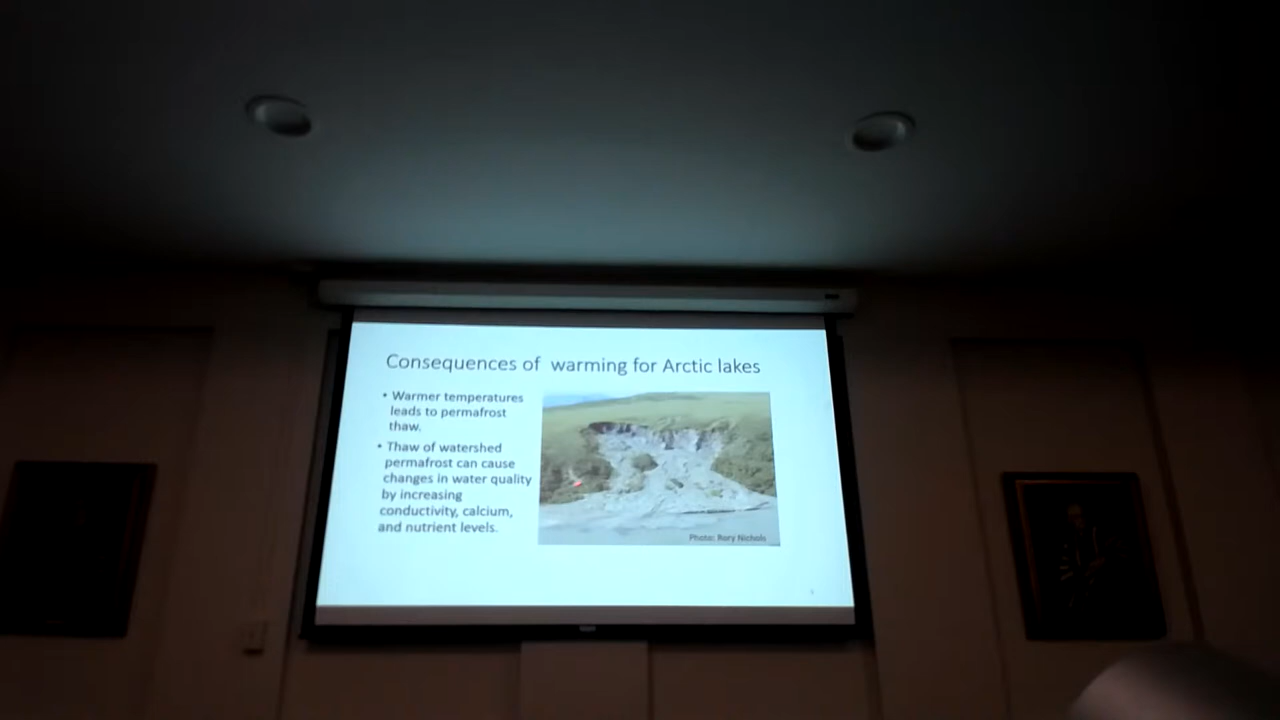 Consequences of warming for Arctic lakes
• Warmer temperatures
leads to permafrost
thaw.
• Thaw of watershed
permafrost can cause
changes in water quality
by increasing
conductivity, calcium,
and nutrient levels.
Photo: Rory Nichols